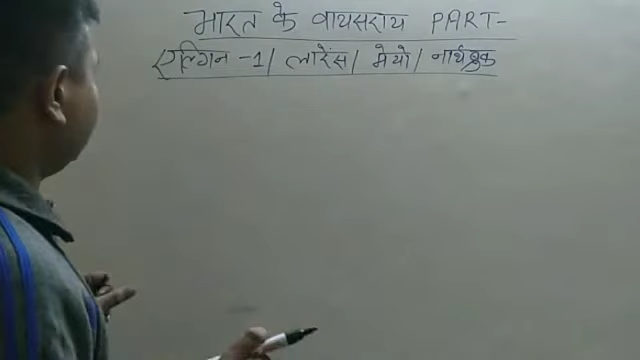 भारत के वायसराय PART-
एल्गिन -1/ लारेंस/ मेयो/ नार्थब्रुक